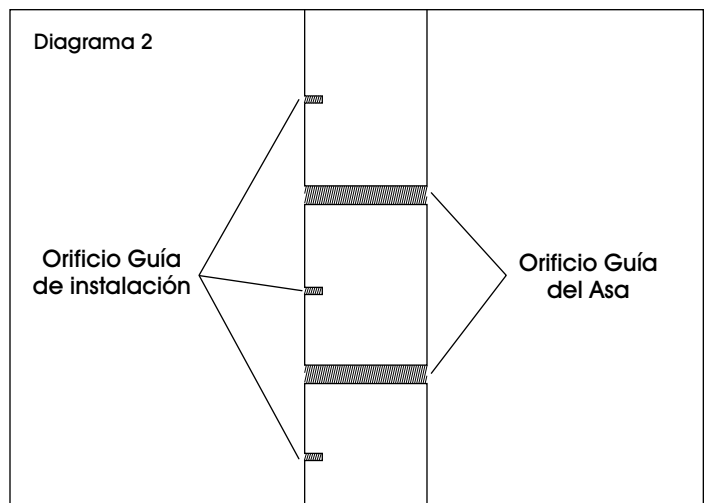 Diagrama 2
Orificio Guía
de instalación
Orificio Guía
del Asa